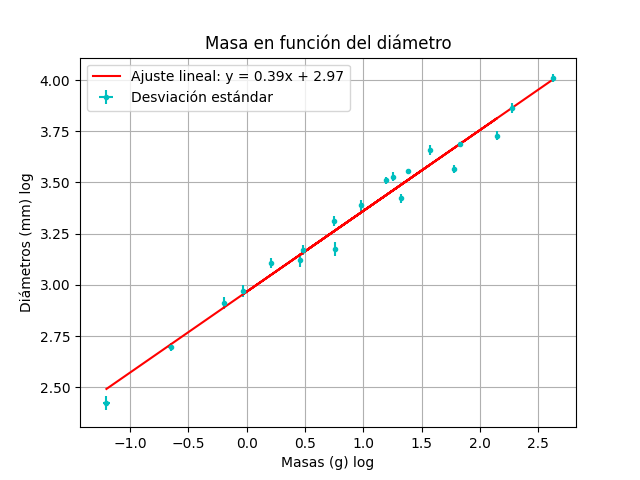 Masa en función del diámetro
Ajuste lineal: y = 0.39x + 2.97
Desviación estándar
Diámetros (mm) log
4.00
3.75
3.50
3.25
3.00
2.75
2.50
−1.0 −0.5 0.0 0.5 1.0 1.5 2.0 2.5
Masas (g) log